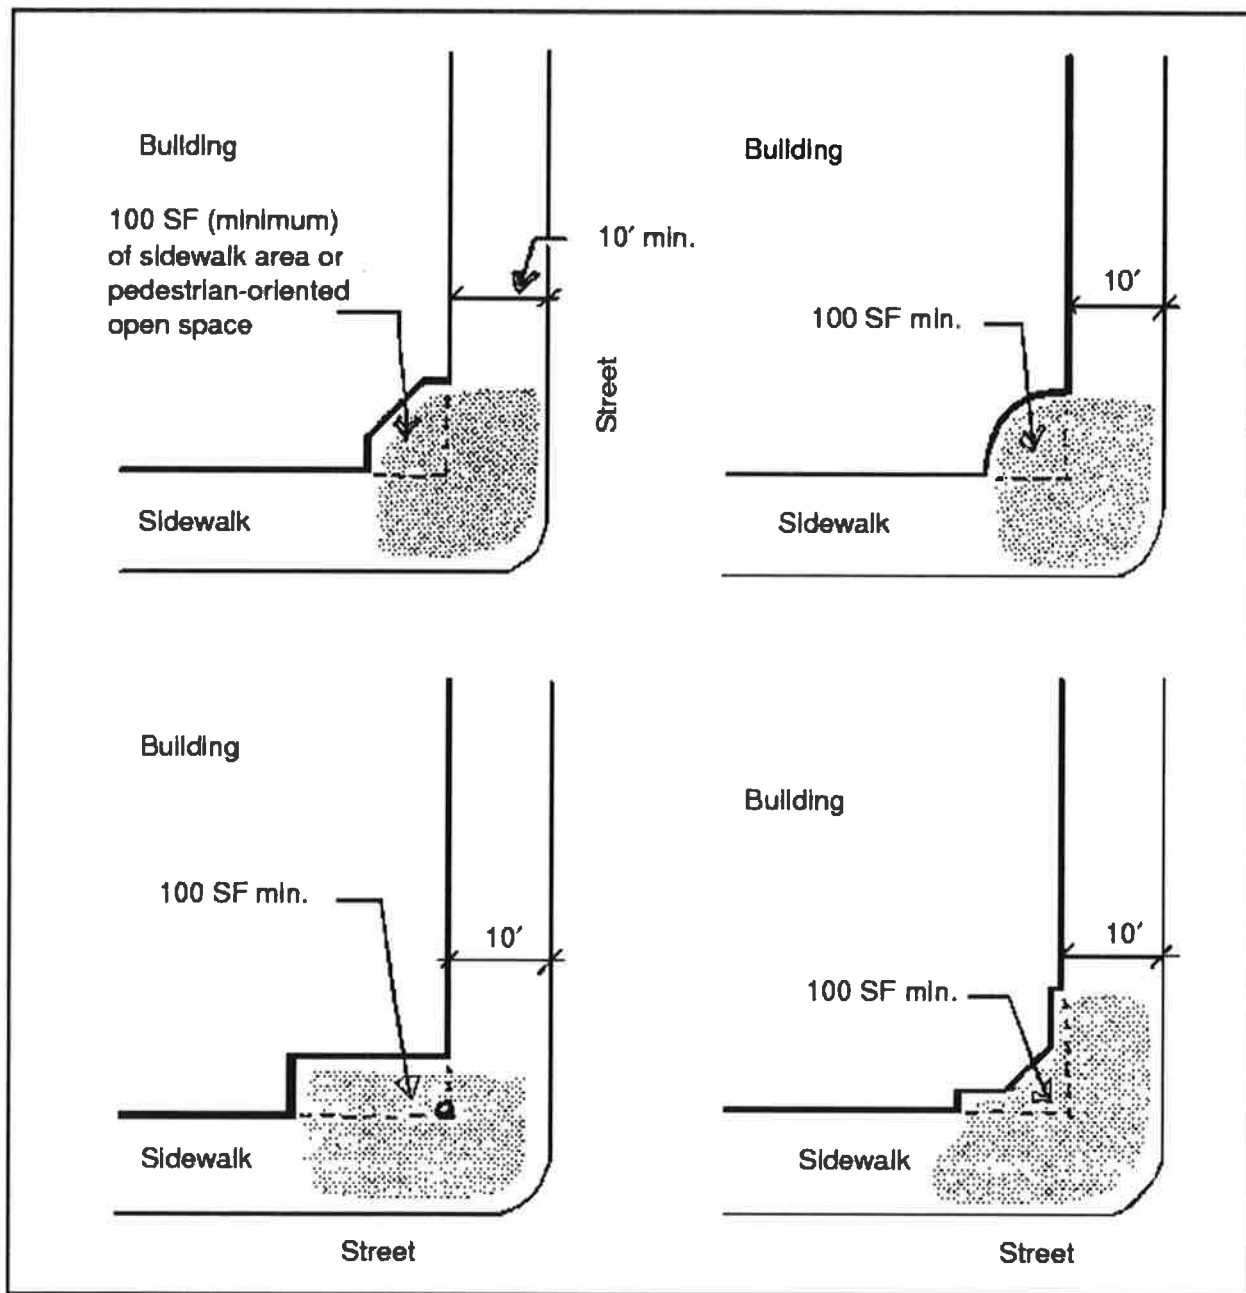 Building
100 SF (minimum)
of sidewalk area or
pedestrian-oriented
open space
10' min.
Street
Sidewalk
Building
10'
100 SF min.
Sidewalk
Building
100 SF min.
10'
Sidewalk
Street
Building
10'
100 SF min.
Sidewalk
Street